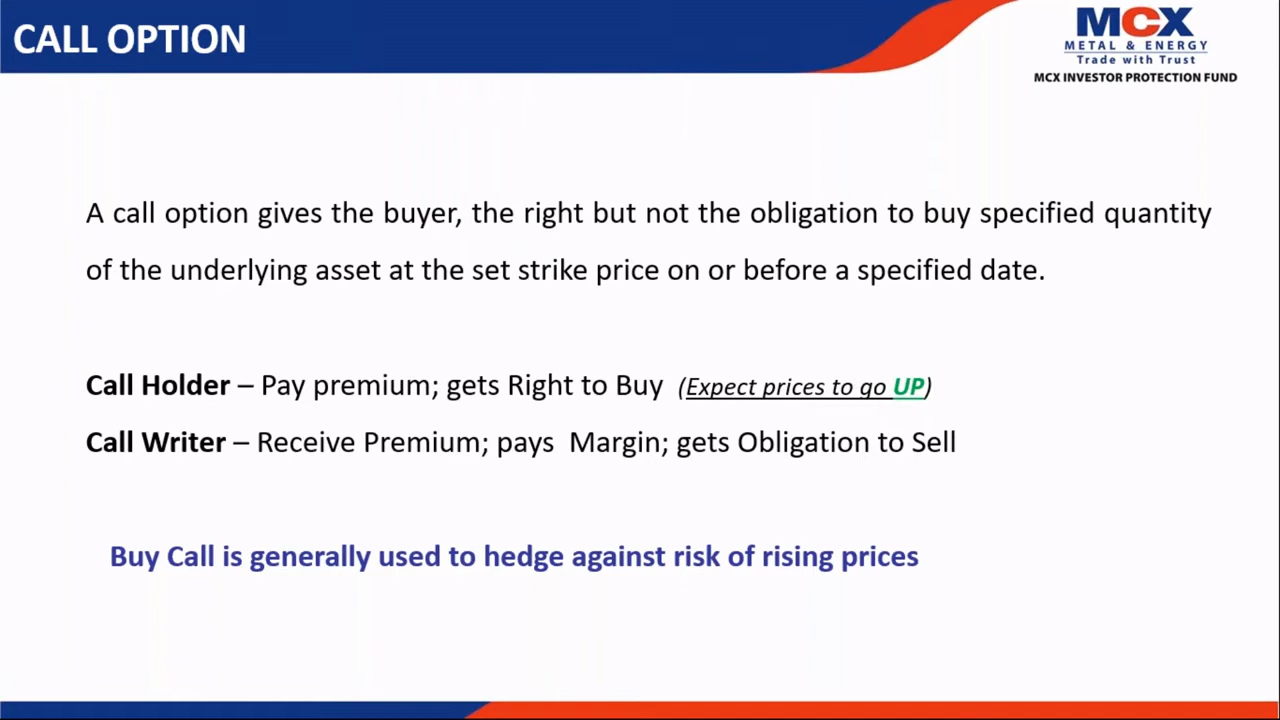 CALL OPTION
MCX
METAL & ENERGY
Trade with Trust
MCX INVESTOR PROTECTION FUND
A call option gives the buyer, the right but not the obligation to buy specified quantity
of the underlying asset at the set strike price on or before a specified date.
Call Holder – Pay premium; gets Right to Buy (Expect prices to go UP)
Call Writer – Receive Premium; pays Margin; gets Obligation to Sell
Buy Call is generally used to hedge against risk of rising prices